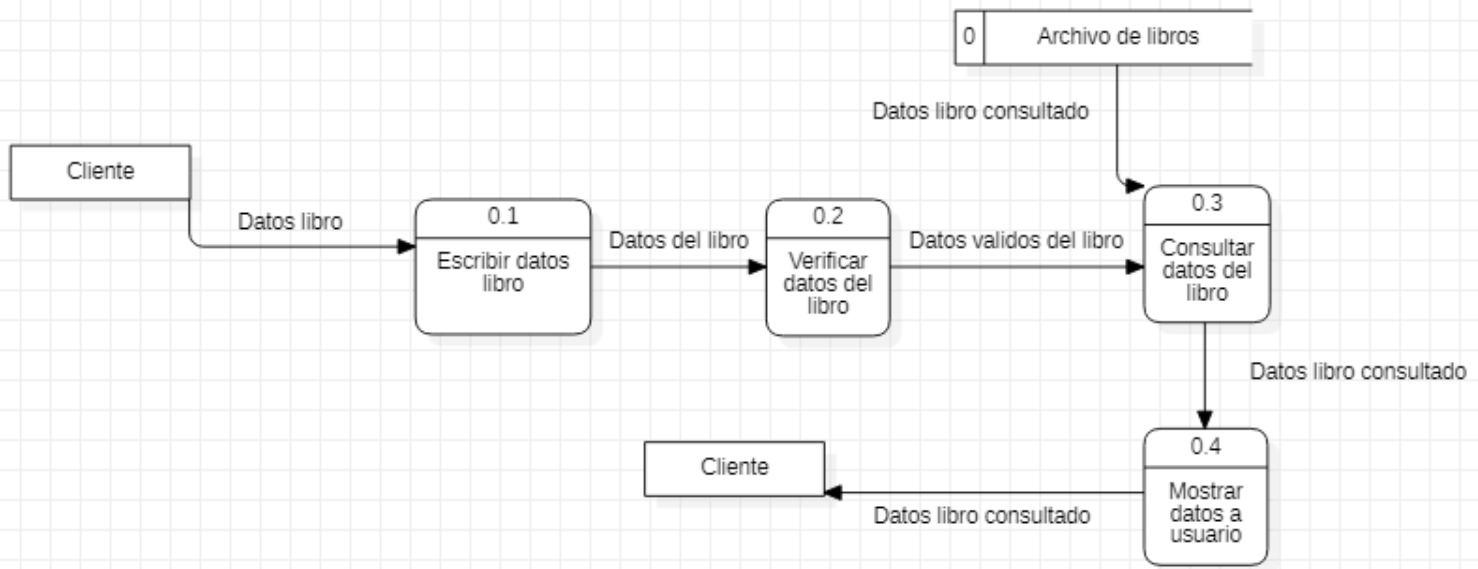 0
Archivo de libros
Datos libro consultado
Cliente
Datos libro
0.1
Escribir datos
libro
Datos del libro
0.2
Verificar
datos del
libro
Datos validos del libro
0.3
Consultar
datos del
libro
Datos libro consultado
0.4
Mostrar
datos a
usuario
Datos libro consultado
Cliente